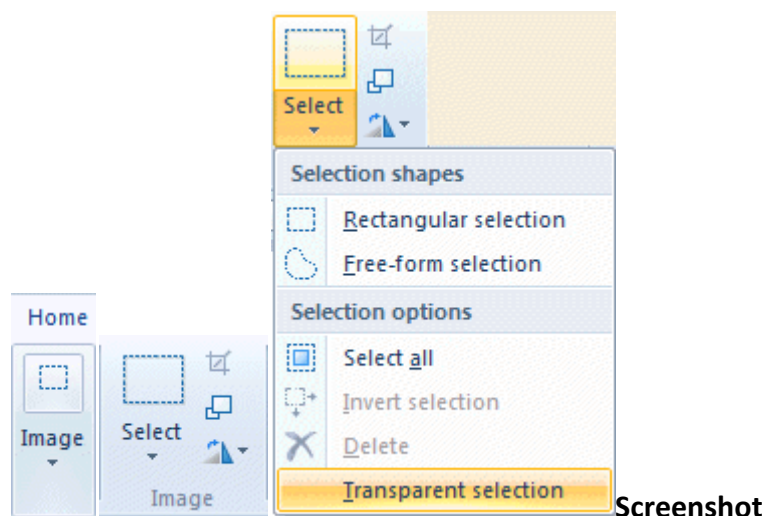 Select
Selection shapes
Rectangular selection
Free-form selection
Selection options
Select all
Invert selection
Delete
Transparent selection
Home
Image
Select
Image
Screenshot